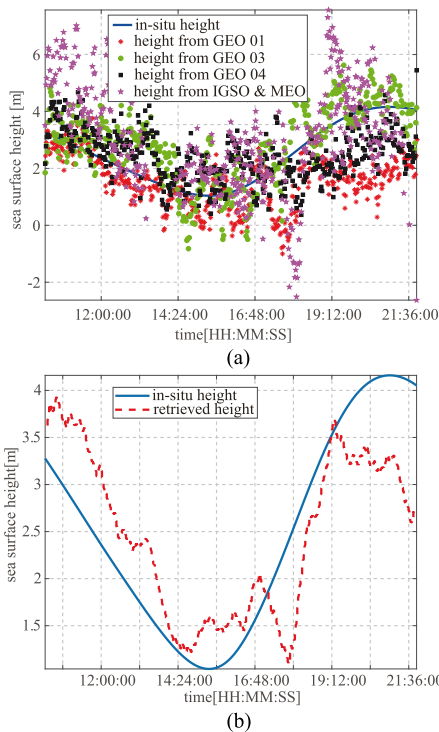 in-situ height
height from GEO 01
height from GEO 03
height from GEO 04
height from IGSO & MEO
sea surface height [m]
6
4
2
0
-2
12:00:00 14:24:00 16:48:00 19:12:00 21:36:00
time[HH:MM:SS]
(a)
in-situ height
retrieved height
sea surface height[m]
4
3.5
3
2.5
2
1.5
12:00:00 14:24:00 16:48:00 19:12:00 21:36:00
time[HH:MM:SS]
(b)